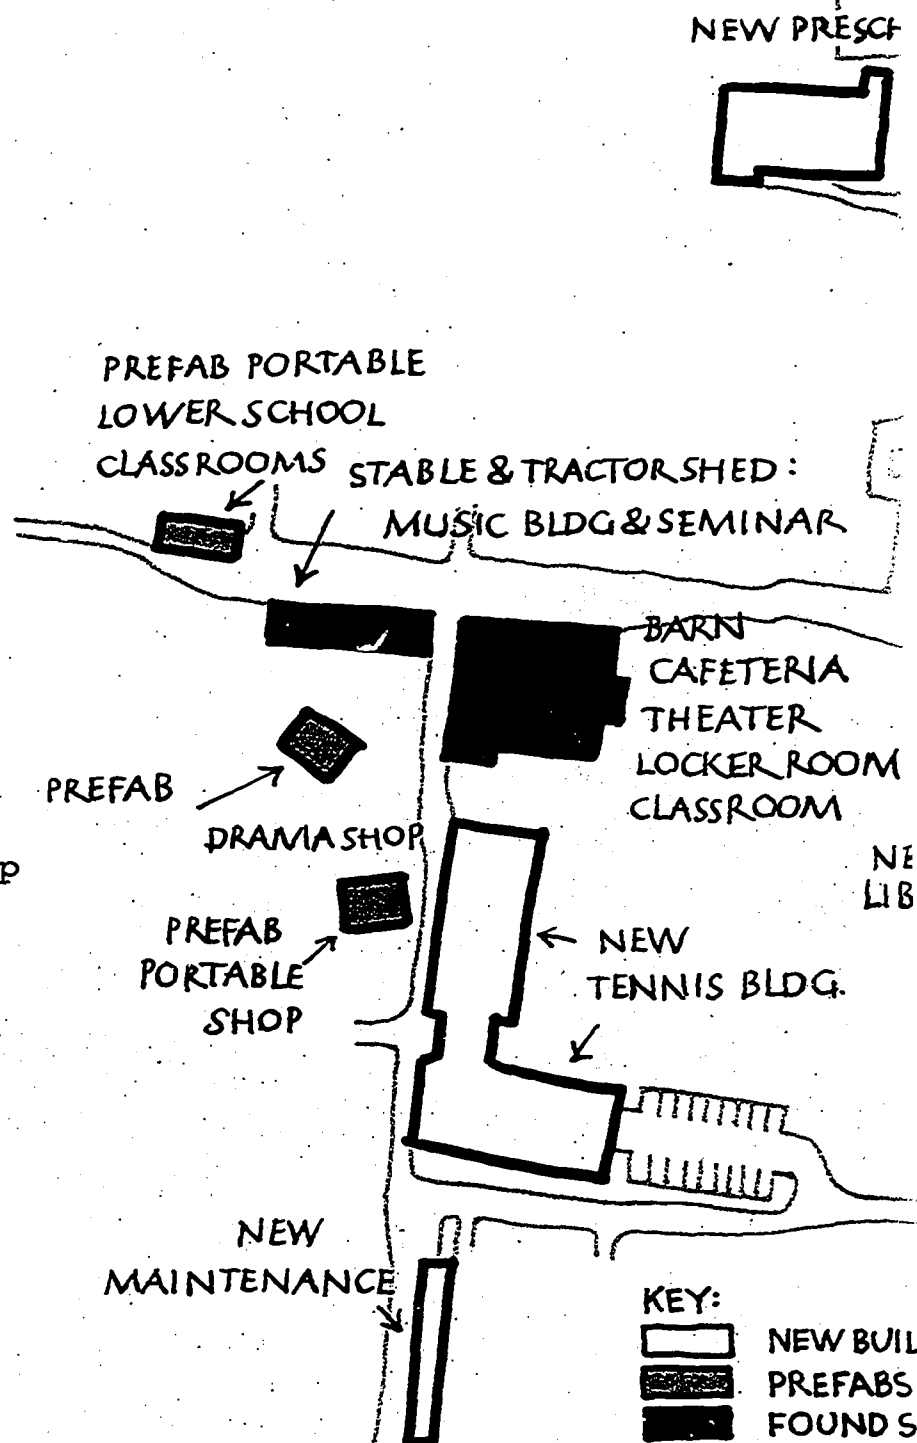 NEW PRESCH
PREFAB PORTABLE
LOWER SCHOOL
CLASSROOMS
STABLE & TRACTOR SHED:
MUSIC BLDG & SEMINAR
BARN
CAFETERIA
THEATER
LOCKER ROOM
CLASSROOM
PREFAB
DRAMA SHOP
p
NE
LIB
PREFAB
PORTABLE
SHOP
NEW
TENNIS BLDG.
NEW
MAINTENANCE
KEY:
NEW BUIL
PREFABS
FOUND S